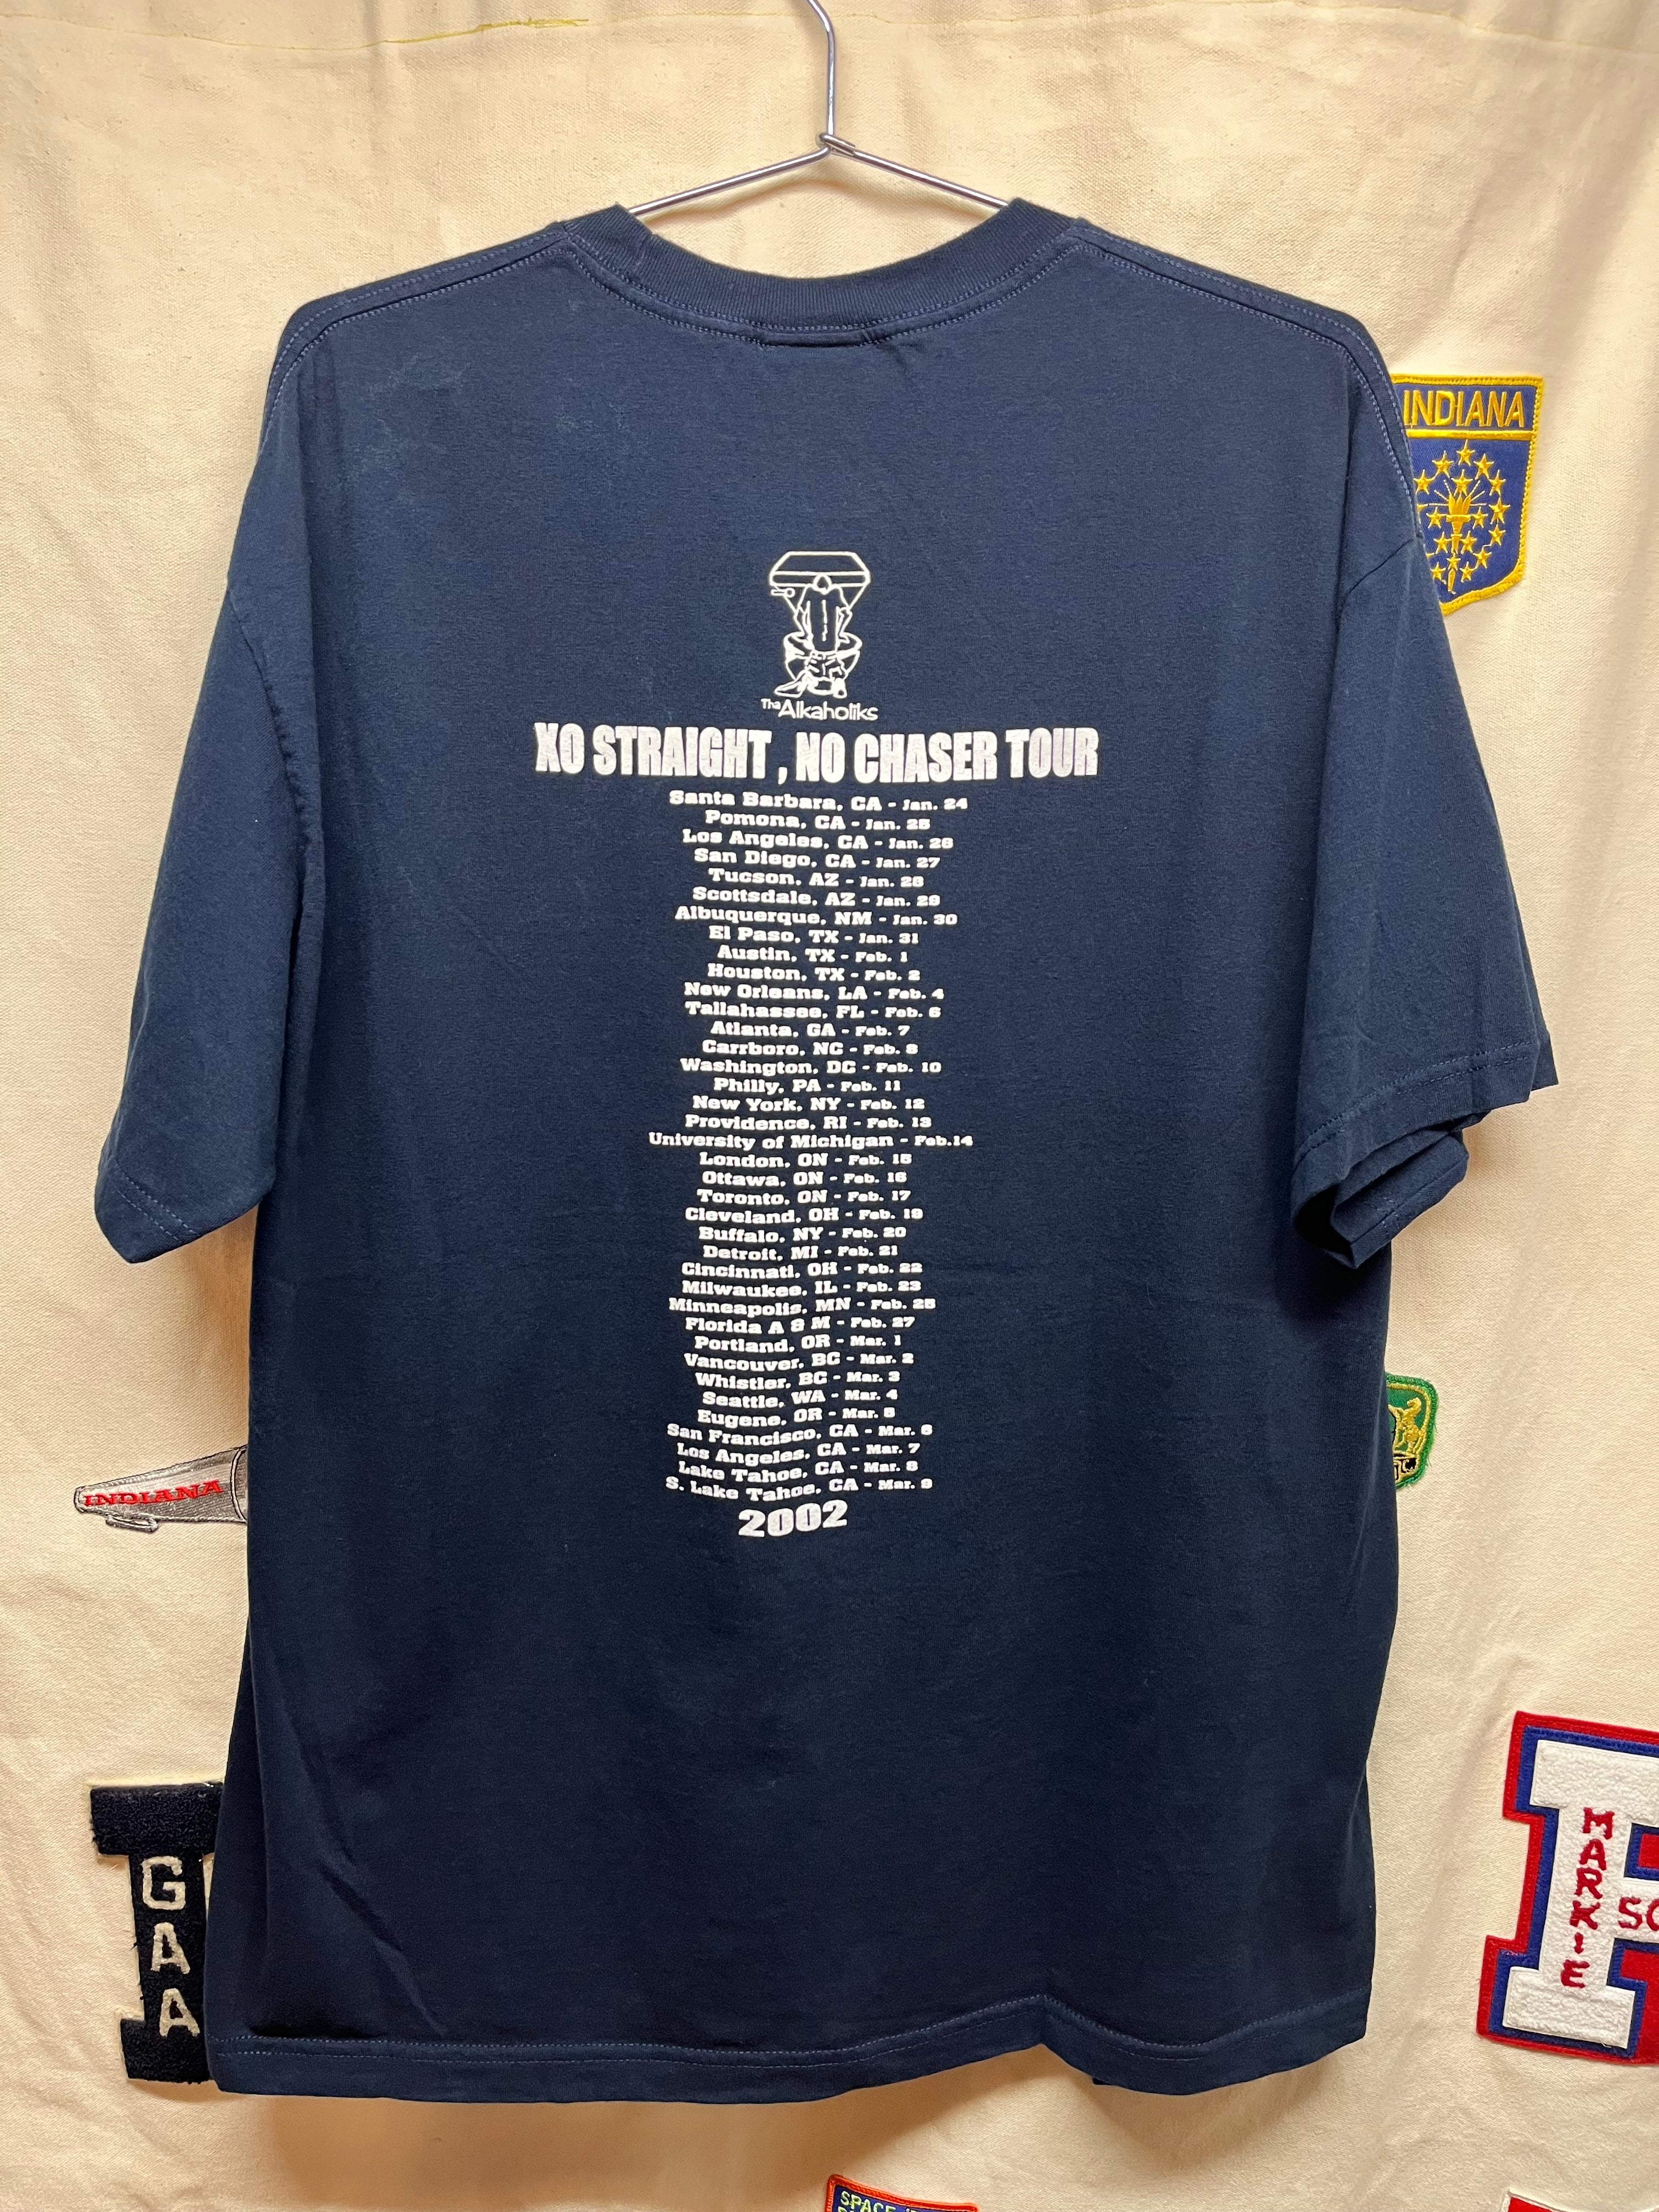 INDIANA
Tha Alkaholiks
XO STRAIGHT , NO CHASER TOUR
Santa Barbara, CA - Jan. 24
Pomona, CA - Jan. 25
Los Angeles, CA - Jan. 26
San Diego, CA - Jan. 27
Tucson, AZ - Jan. 28
Scottsdale, AZ - Jan. 29
Albuquerque, NM - Jan. 30
El Paso, TX - Jan. 31
Austin, TX - Feb. 1
Houston, TX - Feb. 2
New Orleans, LA - Feb. 4
Tallahassee, FL - Feb. 6
Atlanta, GA - Feb. 7
Carrboro, NC - Feb. 8
Washington, DC - Feb. 10
Philly, PA - Feb. 11
New York, NY - Feb. 12
Providence, RI - Feb. 13
University of Michigan - Feb.14
London, ON - Feb. 15
Ottawa, ON - Feb. 16
Toronto, ON - Feb. 17
Cleveland, OH - Feb. 19
Buffalo, NY - Feb. 20
Detroit, MI - Feb. 21
Cincinnati, OH - Feb. 22
Milwaukee, IL - Feb. 23
Minneapolis, MN - Feb. 25
Florida A & M - Feb. 27
Portland, OR - Mar. 1
Vancouver, BC - Mar. 2
Whistler, BC - Mar. 3
Seattle, WA - Mar. 4
Eugene, OR - Mar. 5
San Francisco, CA - Mar. 6
Los Angeles, CA - Mar. 7
Lake Tahoe, CA - Mar. 8
S. Lake Tahoe, CA - Mar. 9
2002
INDIANA
GAA
MARKIE
SPACE